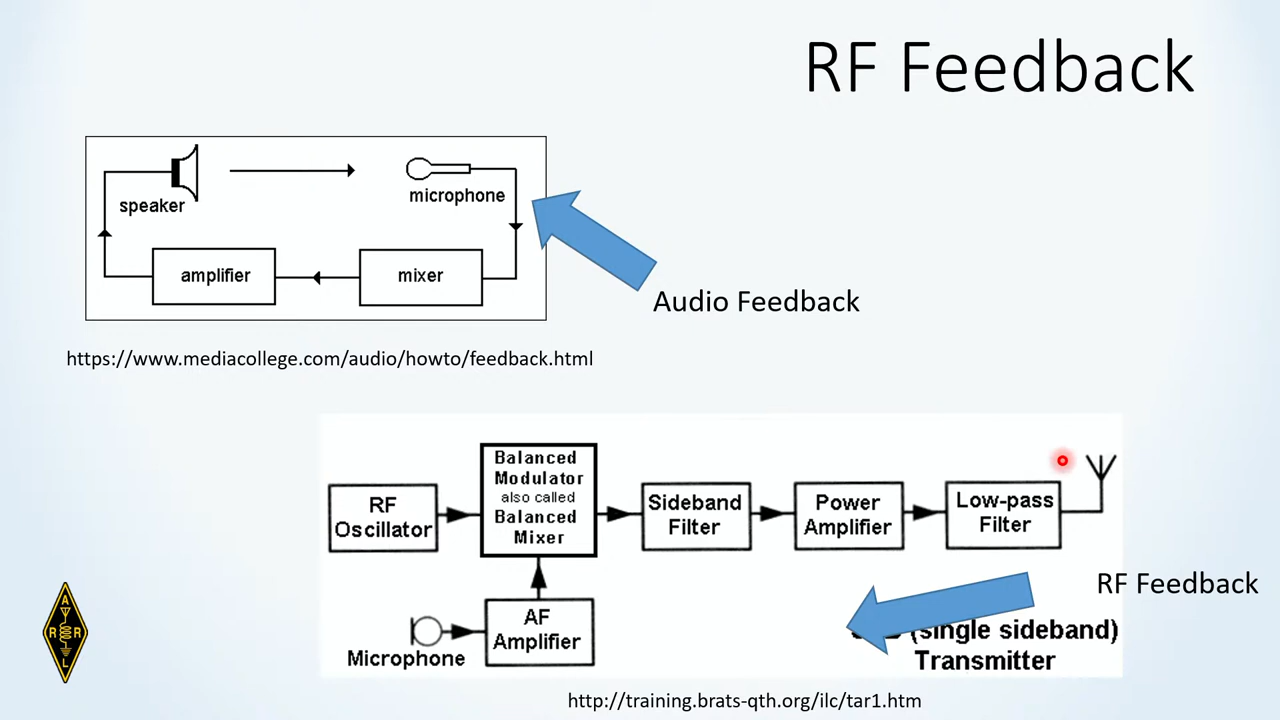 RF Feedback
speaker
microphone
amplifier
mixer
Audio Feedback
https://www.mediacollege.com/audio/howto/feedback.html
RF
Oscillator
Balanced
Modulator
also called
Balanced
Mixer
Sideband
Filter
Power
Amplifier
Low-pass
Filter
AF
Amplifier
Microphone
RF Feedback
(single sideband)
Transmitter
http://training.brats-qth.org/ilc/tar1.htm
A
R R
L